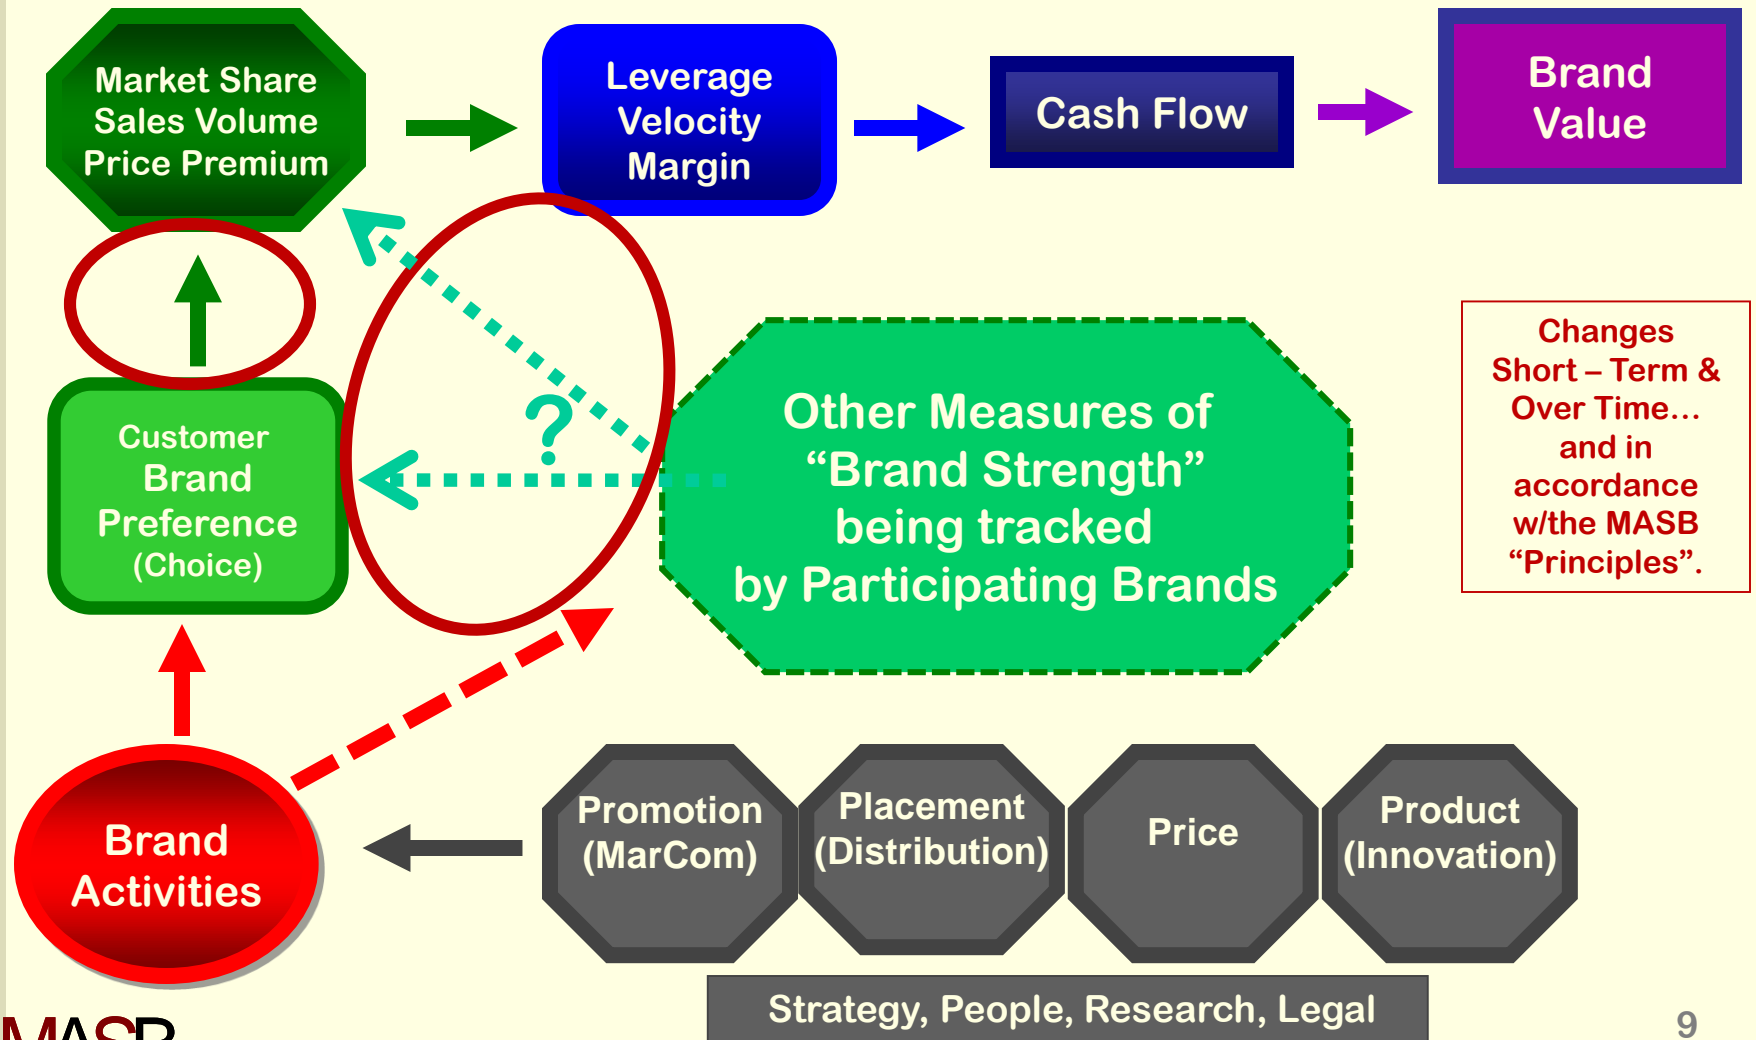 Market Share
Sales Volume
Price Premium
Leverage
Velocity
Margin
Cash Flow
Brand
Value
Changes
Short – Term &
Over Time…
and in
accordance
w/the MASB
“Principles”.
Customer
Brand
Preference
(Choice)
?
Other Measures of
“Brand Strength”
being tracked
by Participating Brands
Brand
Activities
Promotion
(MarCom)
Placement
(Distribution)
Price
Product
(Innovation)
Strategy, People, Research, Legal
MASB
9